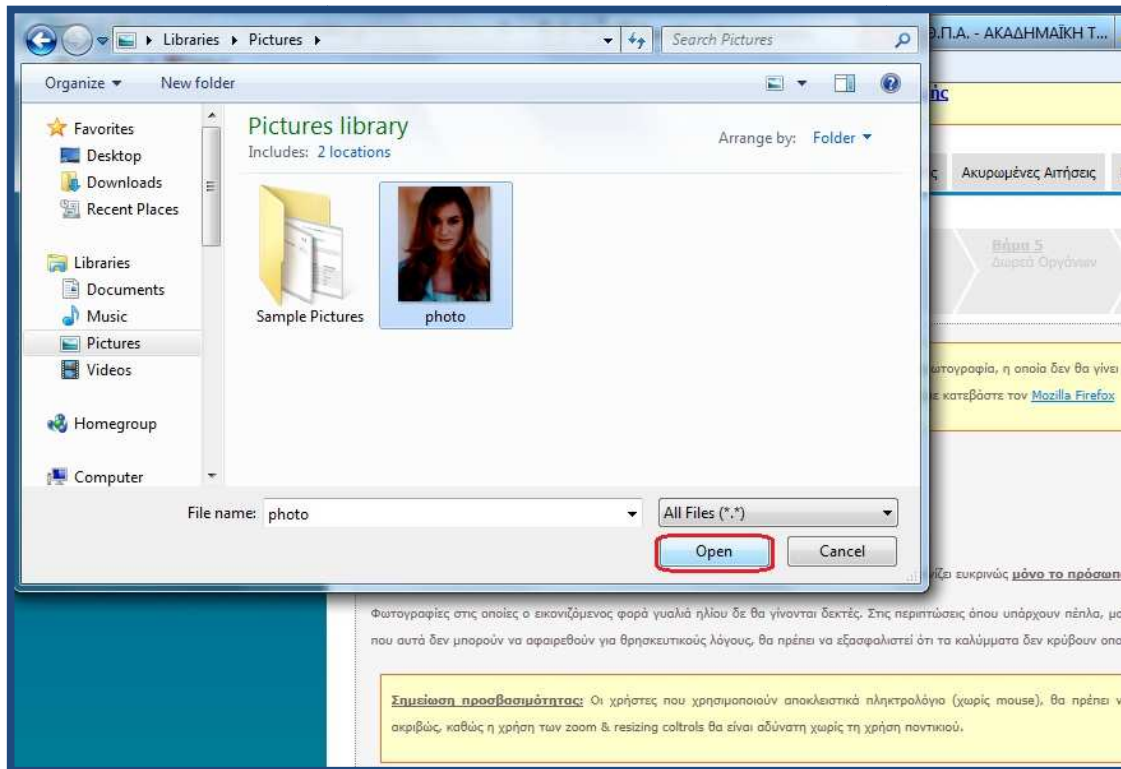 Libraries Pictures
Search Pictures
Θ.Π.Α. - ΑΚΑΔΗΜΑΪΚΗ Τ...
Organize
New folder
Favorites
Desktop
Downloads
Recent Places
Libraries
Documents
Music
Pictures
Videos
Homegroup
Computer
Pictures library
Includes: 2 locations
Arrange by: Folder
Sample Pictures
photo
File name: photo
All Files (*.*)
Open
Cancel
Ακυρωμένες Αιτήσεις
Βήμα 5
Δωρεά Οργάνων
η οποία δεν θα γίνει
κατεβάστε τον Mozilla Firefox
ευκρινώς μόνο το
Φωτογραφίες στις οποίες ο εικονιζόμενος φορά γυαλιά ηλίου δε θα γίνονται δεκτές. Στις περιπτώσεις όπου υπάρχουν πέπλα,
που αυτά δεν μπορούν να αφαιρεθούν για θρησκευτικούς λόγους, θα πρέπει να εξασφαλιστεί ότι τα καλύμματα δεν κρύβουν
Σημείωση προσβασιμότητας: Οι χρήστες που χρησιμοποιούν αποκλειστικά πληκτρολόγιο (χωρίς mouse), θα πρέπει
ακριβώς, καθώς η χρήση των zoom & resizing coltrols θα είναι αδύνατη χωρίς τη χρήση ποντικιού.